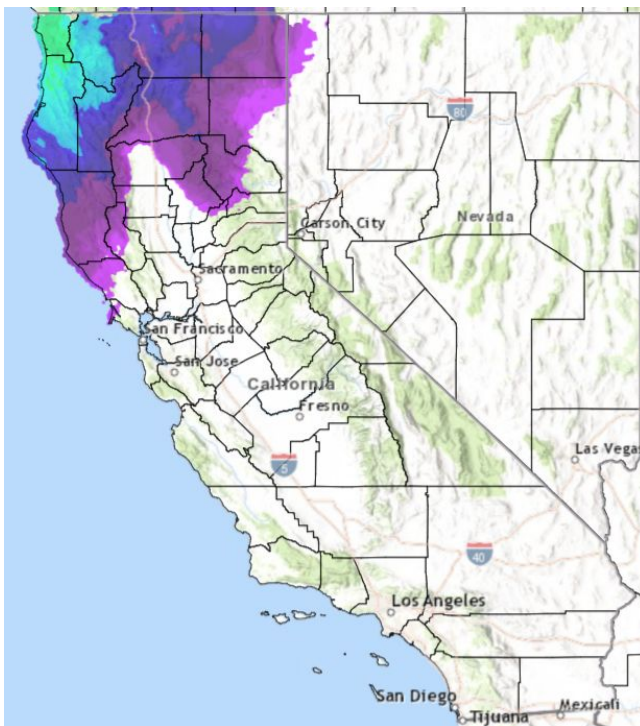 80
Carson City
Nevada
Sacramento
San Francisco
San Jose
California
Fresno
Las Vegas
5
40
Los Angeles
San Diego
Tijuana
Mexicali